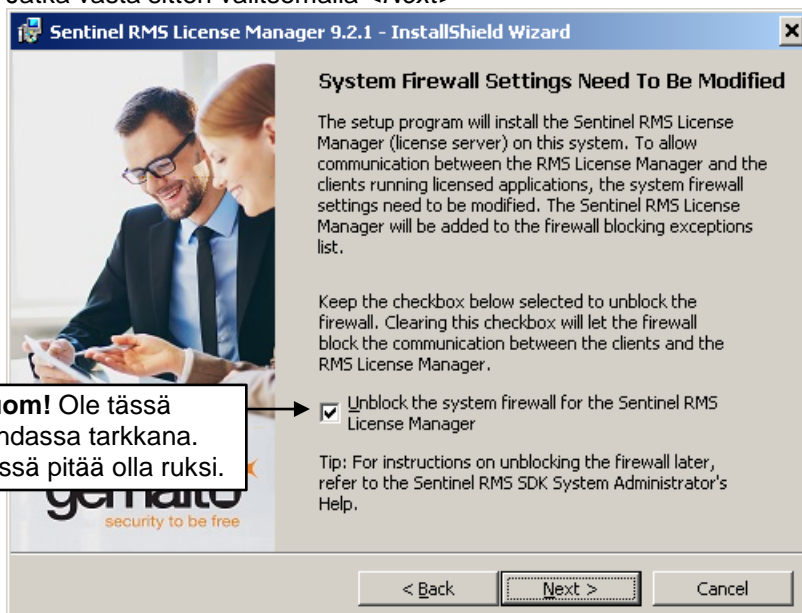 Jatka vasta sitten valitsemalla <Next>
Sentinel RMS License Manager 9.2.1 - InstallShield Wizard
System Firewall Settings Need To Be Modified
The setup program will install the Sentinel RMS License
Manager (license server) on this system. To allow
communication between the RMS License Manager and the
clients running licensed applications, the system firewall
settings need to be modified. The Sentinel RMS License
Manager will be added to the firewall blocking exceptions
list.
Keep the checkbox below selected to unblock the
firewall. Clearing this checkbox will let the firewall
block the communication between the clients and the
RMS License Manager.
Unblock the system firewall for the Sentinel RMS
License Manager
Ole tässä
tarkkana.
pitää olla ruksi.
Tip: For instructions on unblocking the firewall later,
refer to the Sentinel RMS SDK System Administrator's
Help.
gemalto
security to be free
< Back
Next >
Cancel